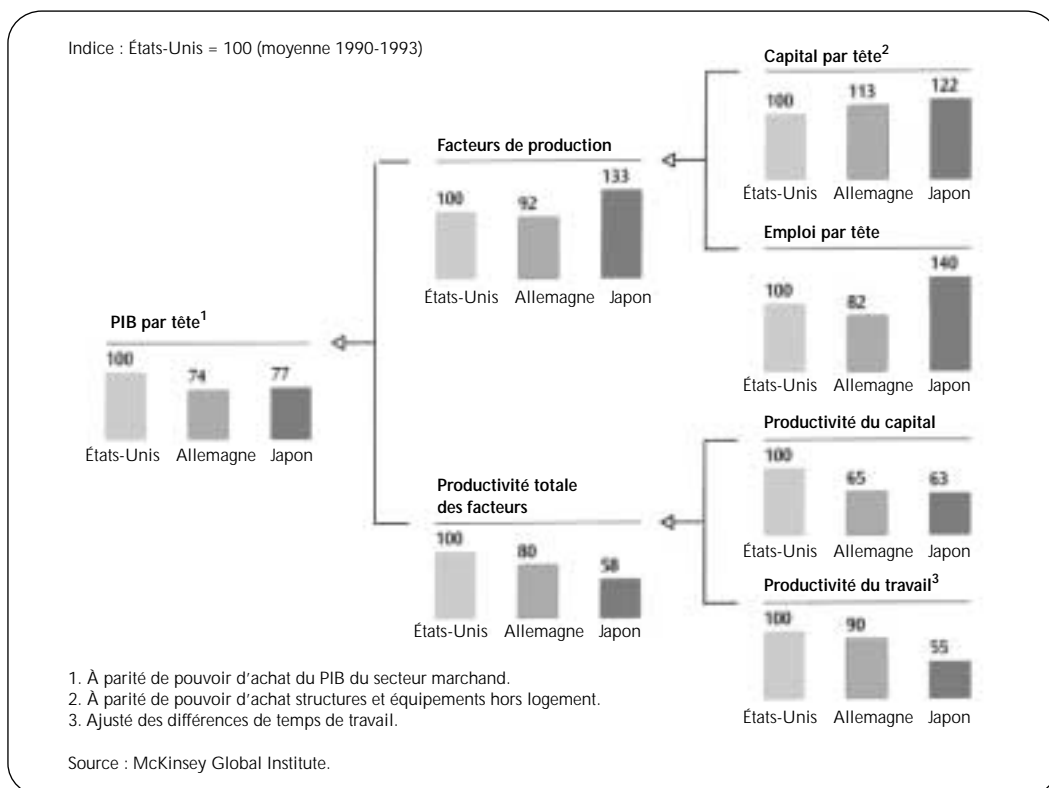 Indice : États-Unis = 100 (moyenne 1990-1993)
PIB par tête1
100
74
77
États-Unis
Allemagne
Japon
Facteurs de production
100
92
133
États-Unis
Allemagne
Japon
Productivité totale
des facteurs
100
80
58
États-Unis
Allemagne
Japon
Capital par tête2
100
113
122
États-Unis
Allemagne
Japon
Emploi par tête
100
82
140
États-Unis
Allemagne
Japon
Productivité du capital
100
65
63
États-Unis
Allemagne
Japon
Productivité du travail3
100
90
55
États-Unis
Allemagne
Japon
1. À parité de pouvoir d'achat du PIB du secteur marchand.
2. À parité de pouvoir d'achat structures et équipements hors logement.
3. Ajusté des différences de temps de travail.
Source : McKinsey Global Institute.